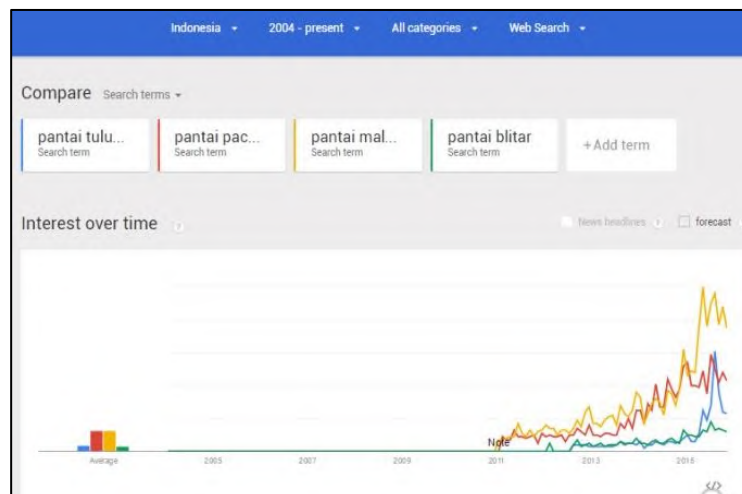 Indonesia 2004 - present All categories Web Search
Compare Search terms
pantai tulu... pantai pac... pantai mal... pantai blitar +Add term
Search term Search term Search term Search term
Interest over time ? News headlines ? forecast
Note
Average 2005 2007 2009 2011 2013 2015
</>